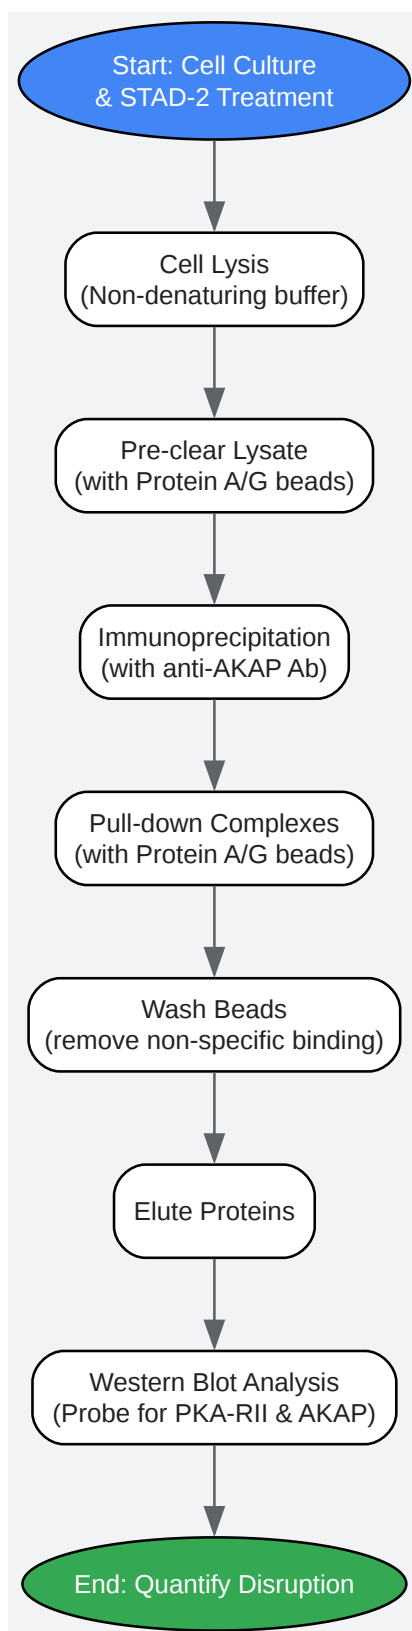 Start: Cell Culture
& STAD-2 Treatment
Cell Lysis
(Non-denaturing buffer)
Pre-clear Lysate
(with Protein A/G beads)
Immunoprecipitation
(with anti-AKAP Ab)
Pull-down Complexes
(with Protein A/G beads)
Wash Beads
(remove non-specific binding)
Elute Proteins
Western Blot Analysis
(Probe for PKA-RII & AKAP)
End: Quantify Disruption